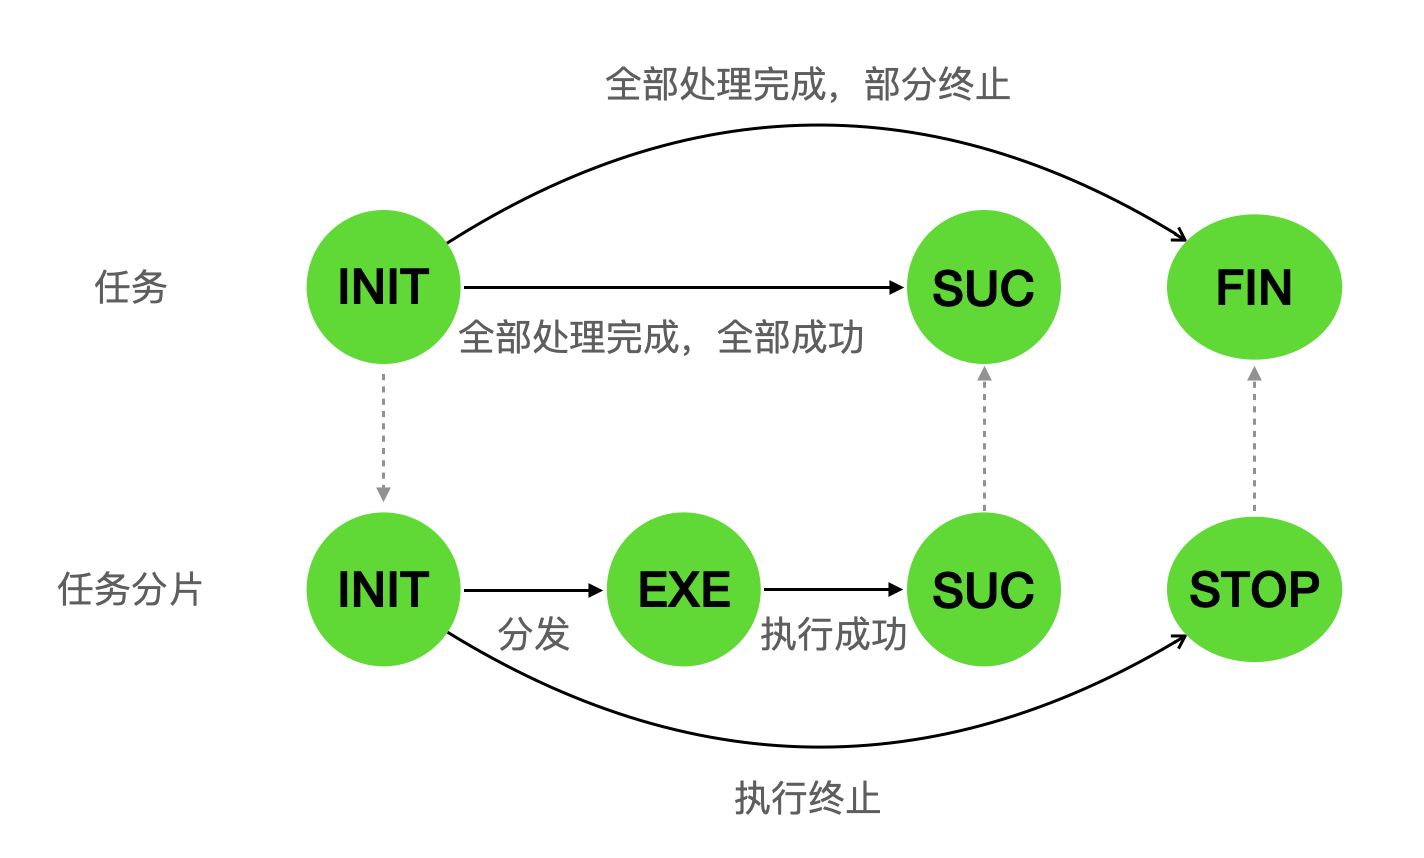 全部处理完成，部分终止
任务
INIT
SUC
FIN
全部处理完成，全部成功
任务分片
INIT
EXE
SUC
STOP
分发
执行成功
执行终止